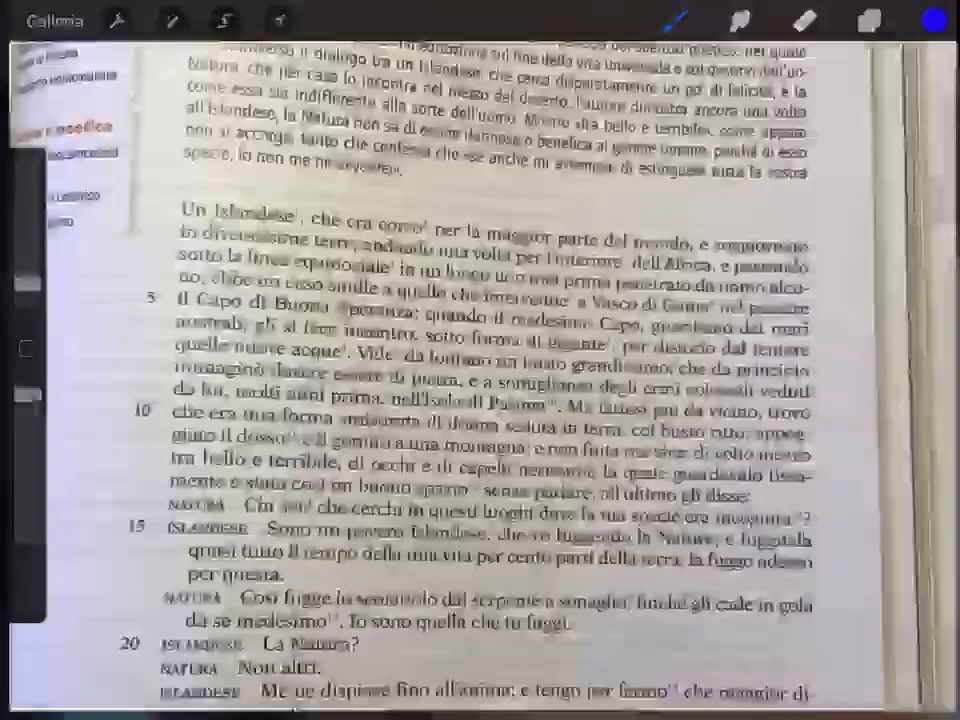 Galleria
Natura che per caso lo incontra nel mezzo del deserto, l'autore dimostra ancora una volta
come essa sia indifferente alla sorte dell'uomo. Mostro tra bello e terribile, come appare
all'Islandese, la Natura non sa di essere dannosa o benefica al genere umano, perché di esso
non si accorge, tanto che confessa che «se anche mi avvenisse di estinguere tutta la vostra
specie, io non me ne avvedrei».
Un Islandese, che era corso per la maggior parte del mondo, e soggiornato
in diversissime terre, andando una volta per l'interiore dell'Africa, e passando
sotto la linea equinoziale in un luogo non mai prima penetrato da uomo alcu-
no, ebbe un caso simile a quello che intervenne a Vasco di Gama nel passare
5 il Capo di Buona Speranza; quando il medesimo Capo, guardiano dei mari
australi, gli si fece incontro, sotto forma di gigante, per distorlo dal tentare
quelle nuove acque. Vide da lontano un busto grandissimo; che da principio
immaginò dovere essere di pietra, e a somiglianza degli ermi colossali veduti
da lui, molti anni prima, nell'isola di Pasqua. Ma fattosi più da vicino, trovò
10 che era una forma smisurata di donna seduta in terra, col busto ritto, appog-
giato il dosso e il gomito a una montagna; e non finta ma viva; di volto mezzo
tra bello e terribile, di occhi e di capelli nerissimi; la quale guardavalo fissa-
mente; e stata così un buono spazio senza parlare, all'ultimo gli disse:
NATURA Chi sei? che cerchi in questi luoghi dove la tua specie era incognita?
15 ISLANDESE Sono un povero Islandese, che vo fuggendo la Natura; e fuggitala
quasi tutto il tempo della mia vita per cento parti della terra, la fuggo adesso
per questa.
NATURA Così fugge lo scoiattolo dal serpente a sonaglio, finché gli cade in gola
da se medesimo. Io sono quella che tu fuggi.
20 ISLANDESE La Natura?
NATURA Non altri.
ISLANDESE Me ne dispiace fino all'anima; e tengo per fermo che maggior di-